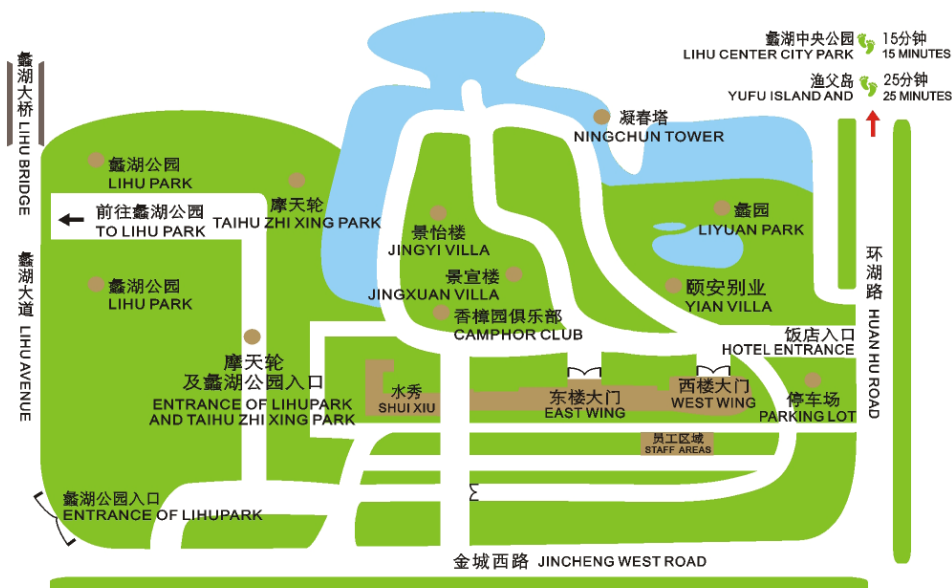 蠡湖中央公园 15分钟
LIHU CENTER CITY PARK 15 MINUTES
渔父岛 25分钟
YUFU ISLAND AND 25 MINUTES
蠡湖大桥 LIHU BRIDGE
凝春塔
NINGCHUN TOWER
蠡湖公园
LIHU PARK
摩天轮
TAIHU ZHI XING PARK
前往蠡湖公园
TO LIHU PARK
蠡园
LIYUAN PARK
景怡楼
JINGYI VILLA
景宣楼
JINGXUAN VILLA
颐安别业
YIAN VILLA
蠡湖公园
LIHU PARK
蠡湖大道 LIHU AVENUE
环湖路 HUAN HU ROAD
香樟园俱乐部
CAMPHOR CLUB
饭店入口
HOTEL ENTRANCE
摩天轮
及蠡湖公园入口
ENTRANCE OF LIHUPARK
AND TAIHU ZHI XING PARK
水秀
SHUI XIU
东楼大门
EAST WING
西楼大门
WEST WING
停车场
PARKING LOT
员工区域
STAFF AREAS
蠡湖公园入口
ENTRANCE OF LIHUPARK
金城西路 JINCHENG WEST ROAD